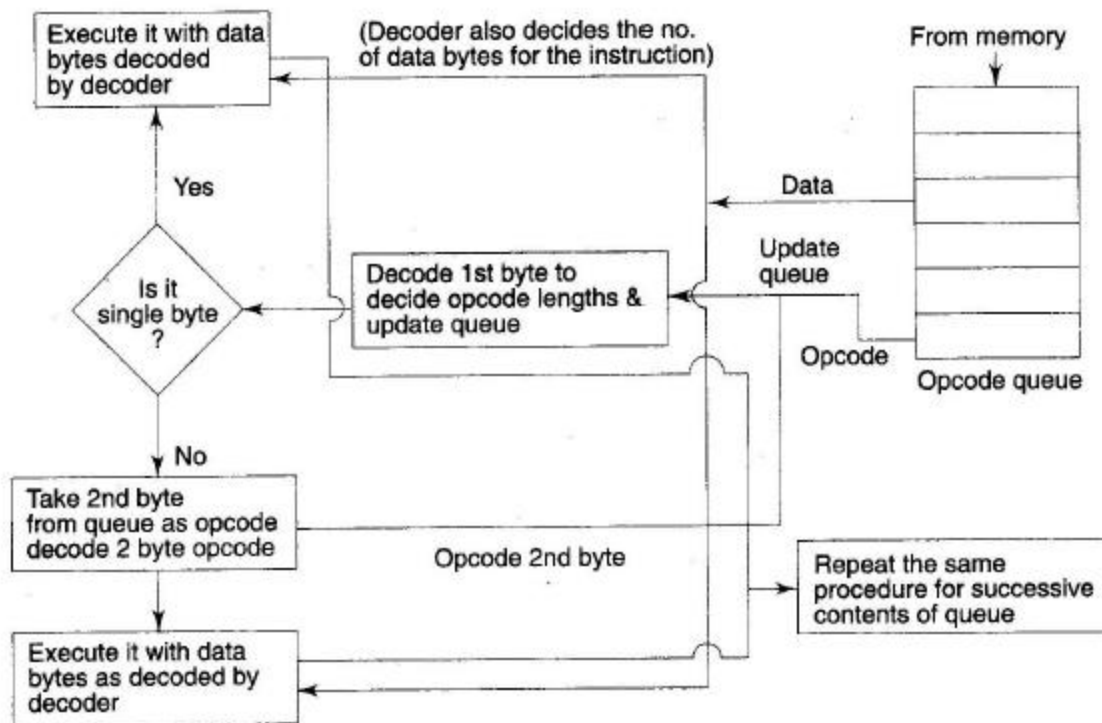 Execute it with data
bytes decoded
by decoder
(Decoder also decides the no.
of data bytes for the instruction)
From memory
Yes
Data
Update
queue
Is it
single byte
?
Decode 1st byte to
decide opcode lengths &
update queue
Opcode
Opcode queue
No
Take 2nd byte
from queue as opcode
decode 2 byte opcode
Opcode 2nd byte
Repeat the same
procedure for successive
contents of queue
Execute it with data
bytes as decoded by
decoder